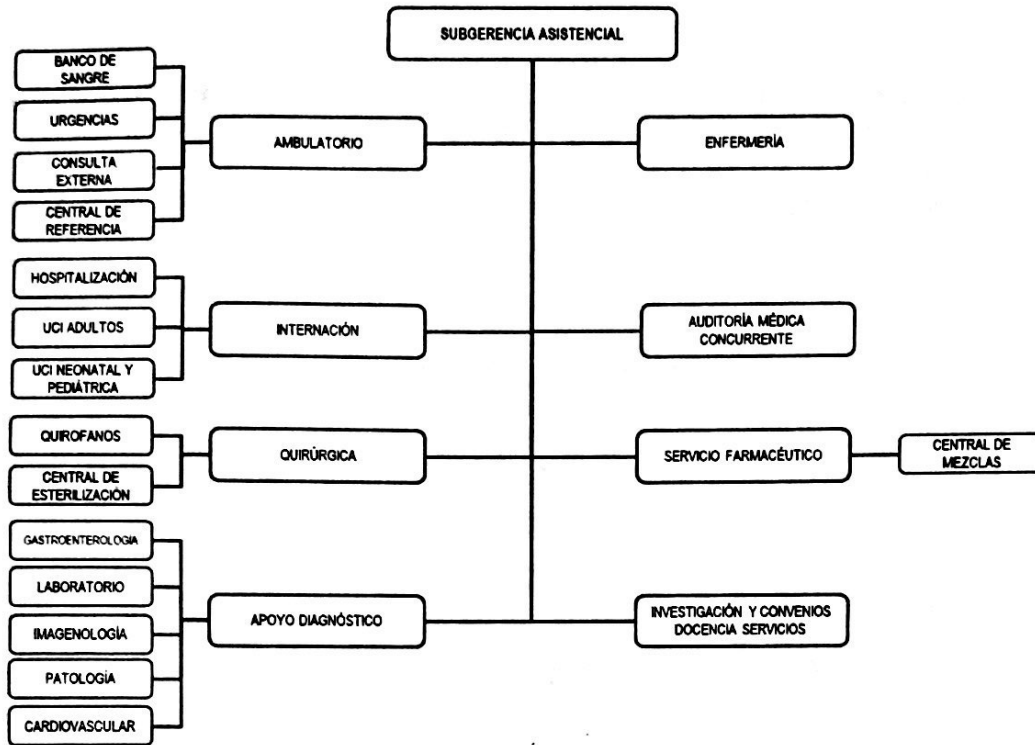 SUBGERENCIA ASISTENCIAL
BANCO DE
SANGRE
URGENCIAS
CONSULTA
EXTERNA
CENTRAL DE
REFERENCIA
AMBULATORIO
ENFERMERÍA
HOSPITALIZACIÓN
UCI ADULTOS
UCI NEONATAL Y
PEDIÁTRICA
INTERNACIÓN
AUDITORÍA MÉDICA
CONCURRENTE
QUIROFANOS
CENTRAL DE
ESTERILIZACIÓN
QUIRÚRGICA
SERVICIO FARMACÉUTICO
CENTRAL DE
MEZCLAS
GASTROENTEROLOGIA
LABORATORIO
IMAGENOLOGÍA
PATOLOGÍA
CARDIOVASCULAR
APOYO DIAGNÓSTICO
INVESTIGACIÓN Y CONVENIOS
DOCENCIA SERVICIOS